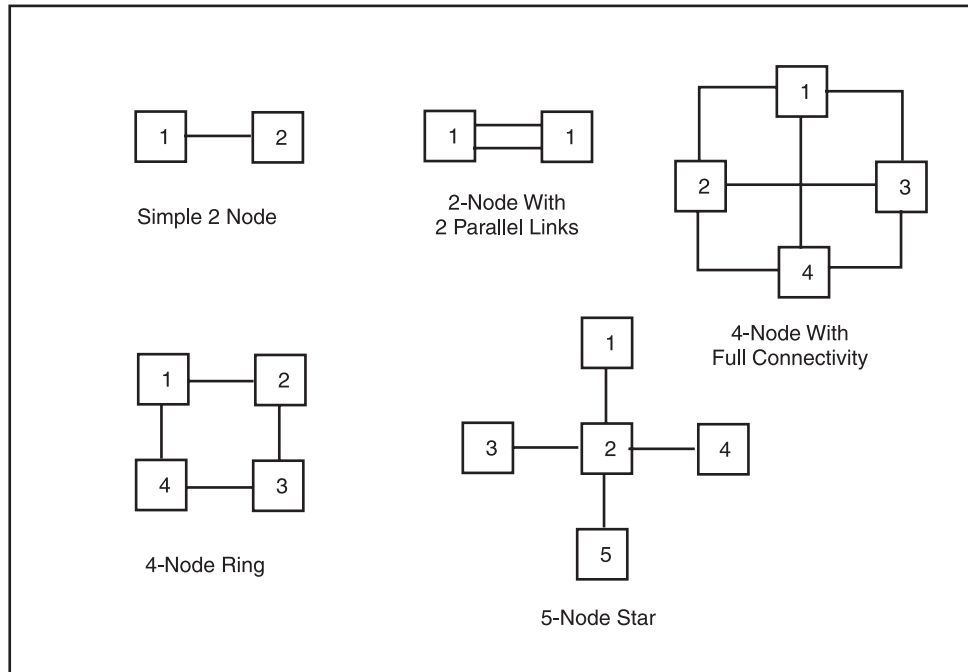 1
2
Simple 2 Node
1
1
2-Node With
2 Parallel Links
1
2
3
4
4-Node With
Full Connectivity
1
2
4
3
4-Node Ring
1
3
2
4
5
5-Node Star